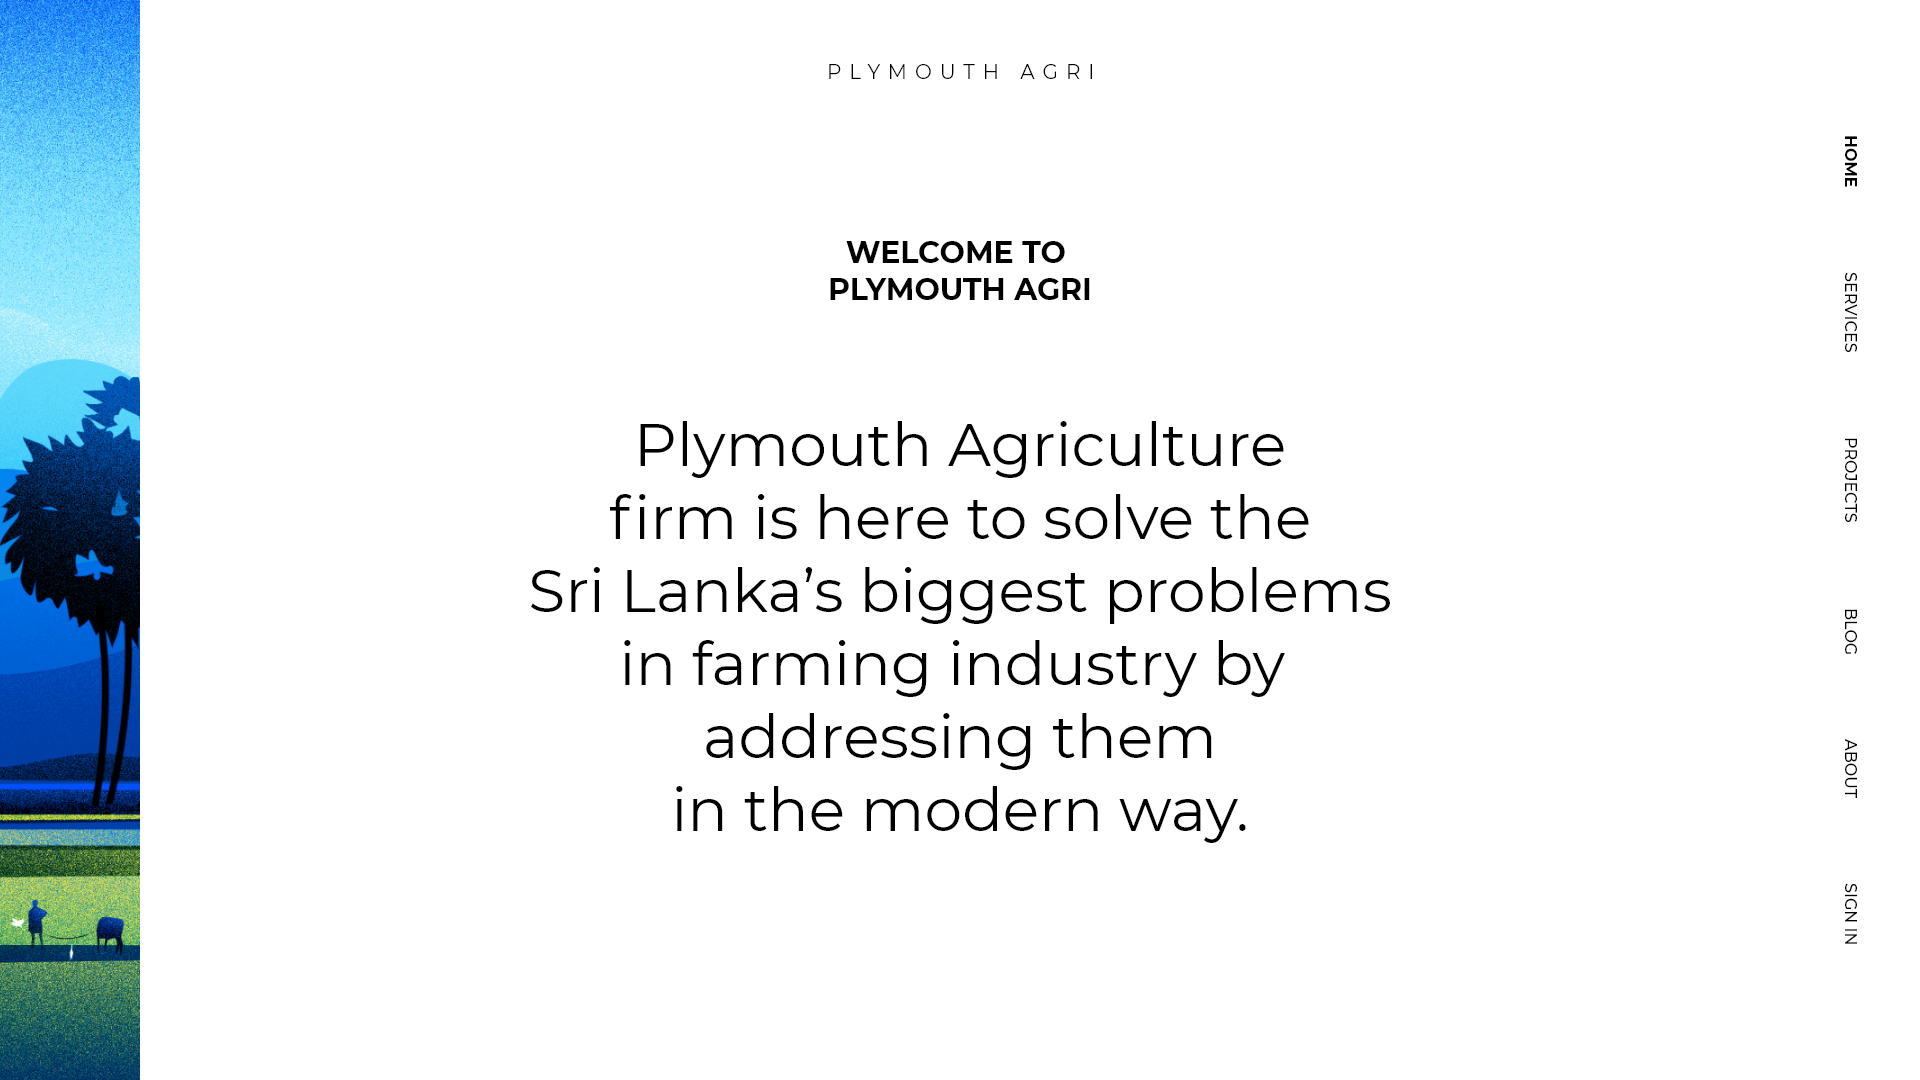 PLYMOUTH AGRI
WELCOME TO
PLYMOUTH AGRI
Plymouth Agriculture
firm is here to solve the
Sri Lanka’s biggest problems
in farming industry by
addressing them
in the modern way.
HOME
SERVICES
PROJECTS
BLOG
ABOUT
SIGN IN